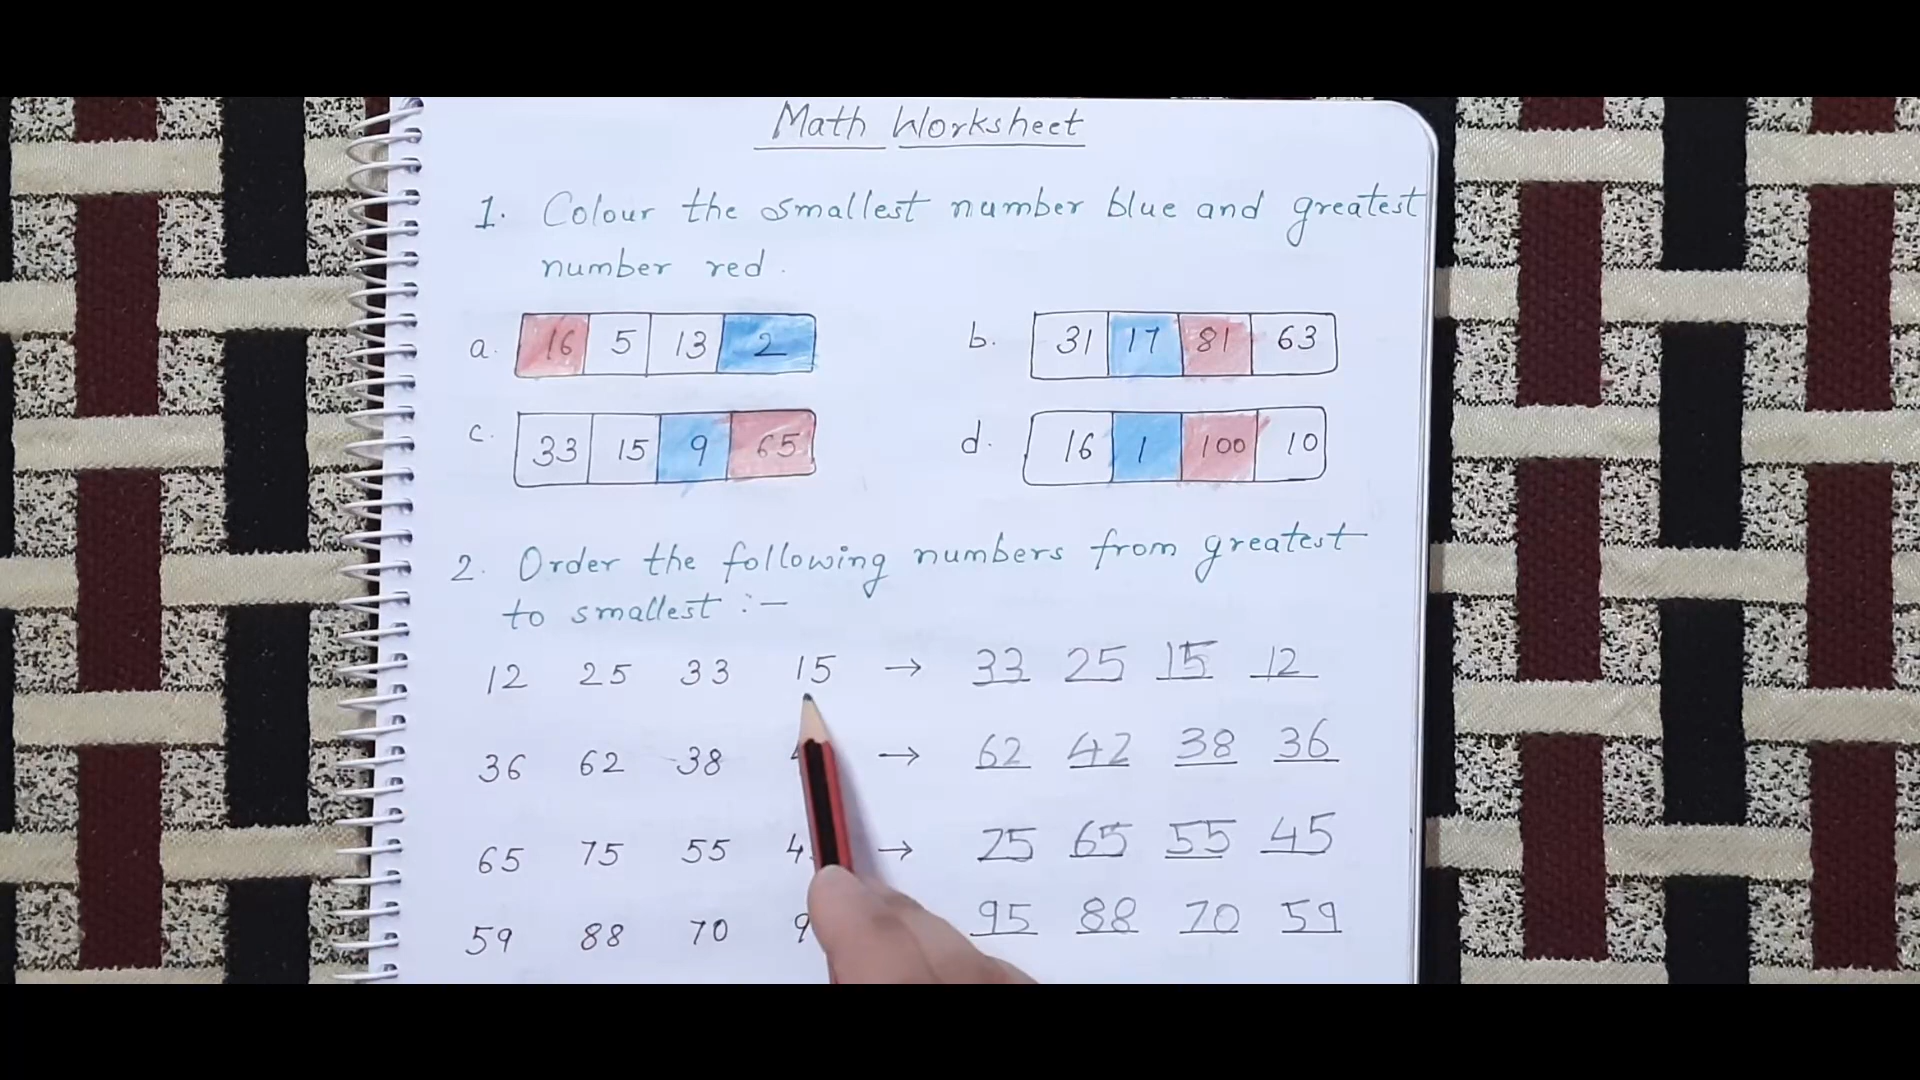 Math Worksheet
1. Colour the smallest number blue and greatest
number red.
a. 16 5 13 2 b. 31 17 81 63
c. 33 15 9 65 d. 16 1 100 10
2. Order the following numbers from greatest
to smallest :-
12 25 33 15 → 33 25 15 12
36 62 38 → 62 42 38 36
65 75 55 → 75 65 55 45
59 88 70 95 88 70 59